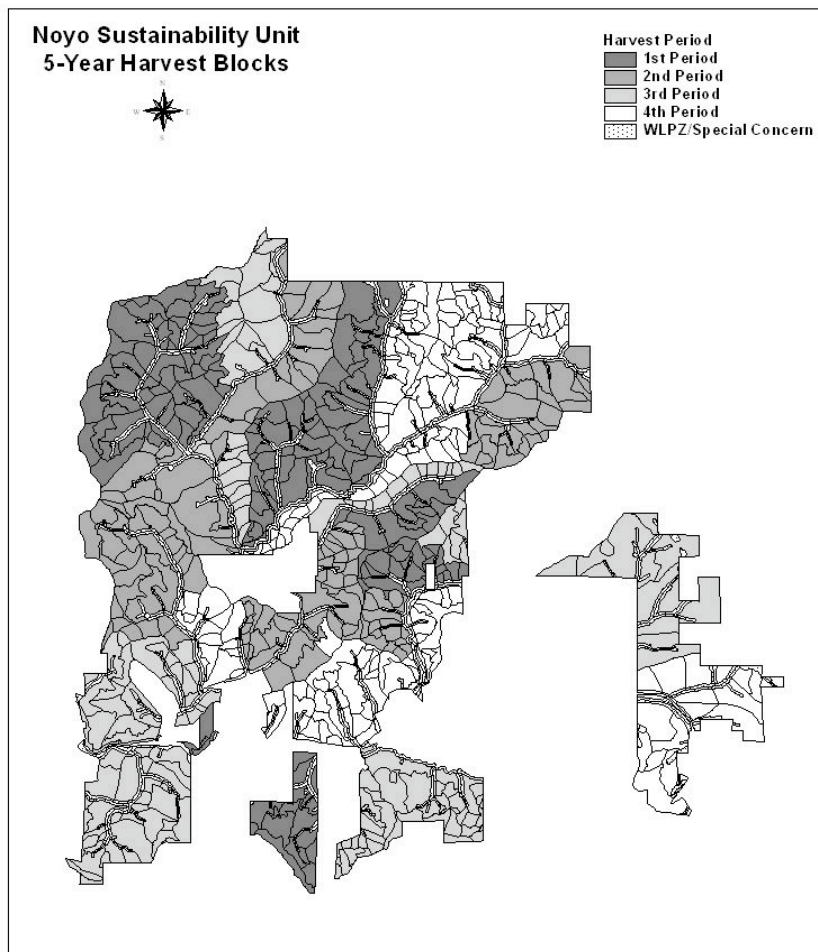 Noyo Sustainability Unit
5-Year Harvest Blocks
N
W
E
S
Harvest Period
1st Period
2nd Period
3rd Period
4th Period
WLPZ/Special Concern